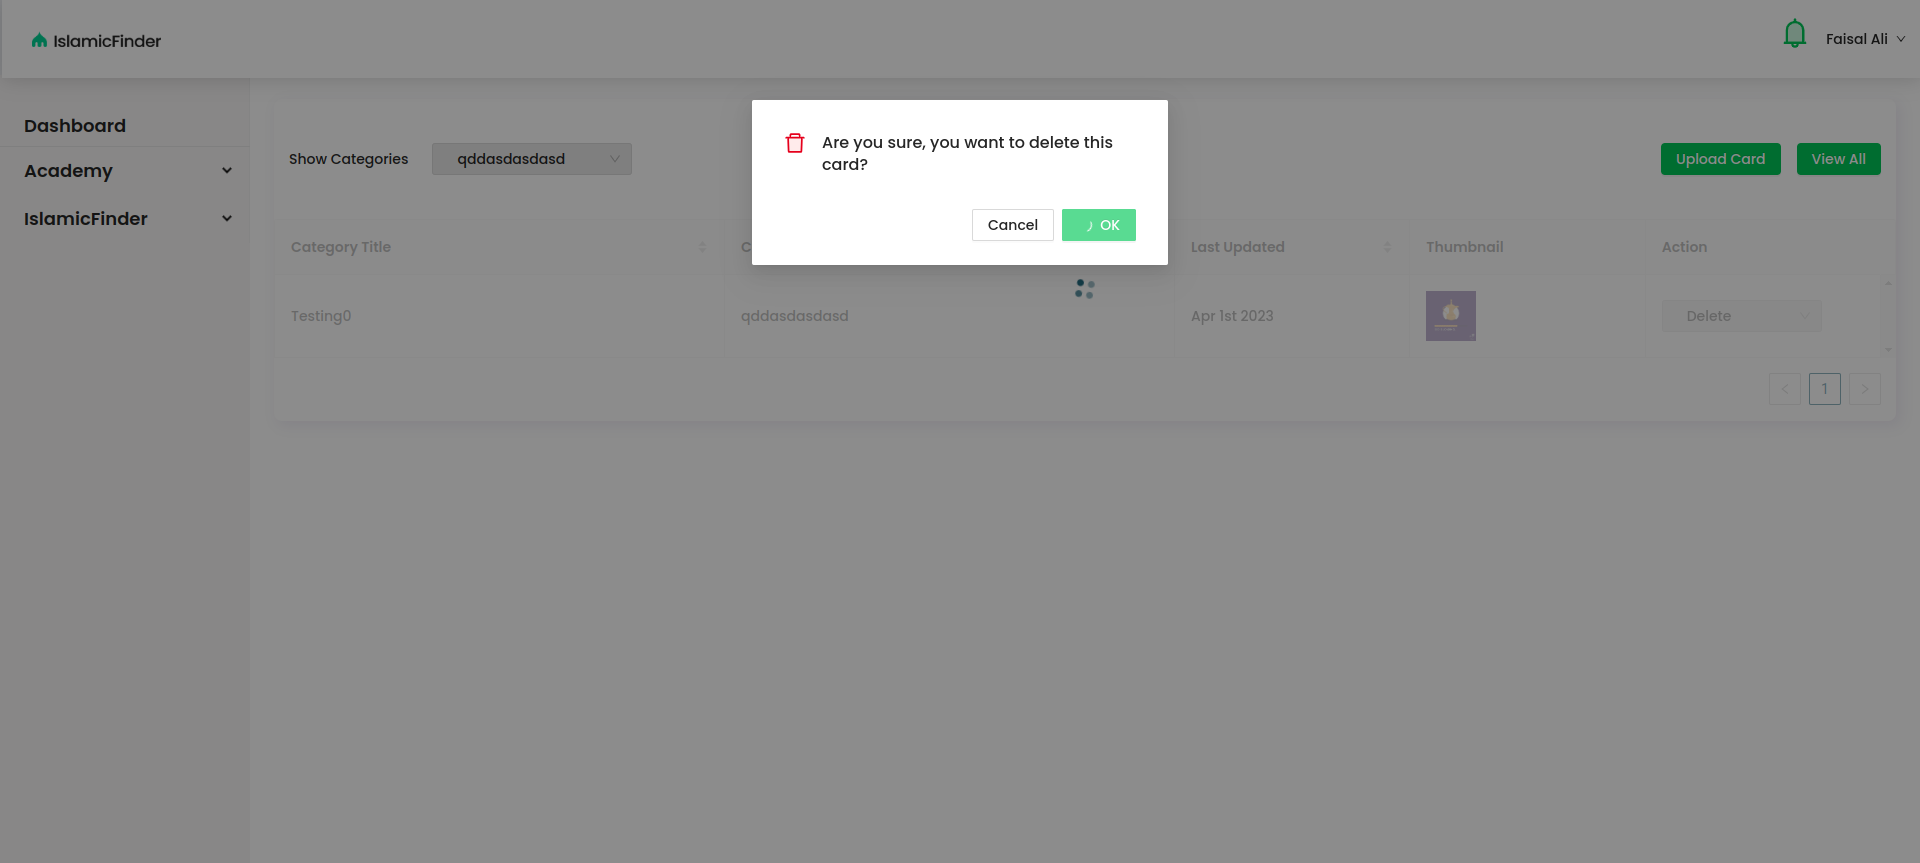 IslamicFinder
Faisal Ali
Dashboard
Academy
IslamicFinder
Show Categories
qddasdasdasd
Upload Card
View All
Are you sure, you want to delete this
card?
Cancel
OK
Category Title
C
Last Updated
Thumbnail
Action
Testing0
qddasdasdasd
Apr 1st 2023
Delete
1